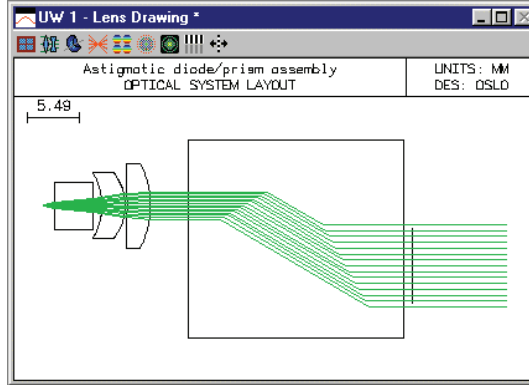 UW 1 - Lens Drawing *
Astigmatic diode/prism assembly
OPTICAL SYSTEM LAYOUT
UNITS: MM
DES: OSLO
5.49